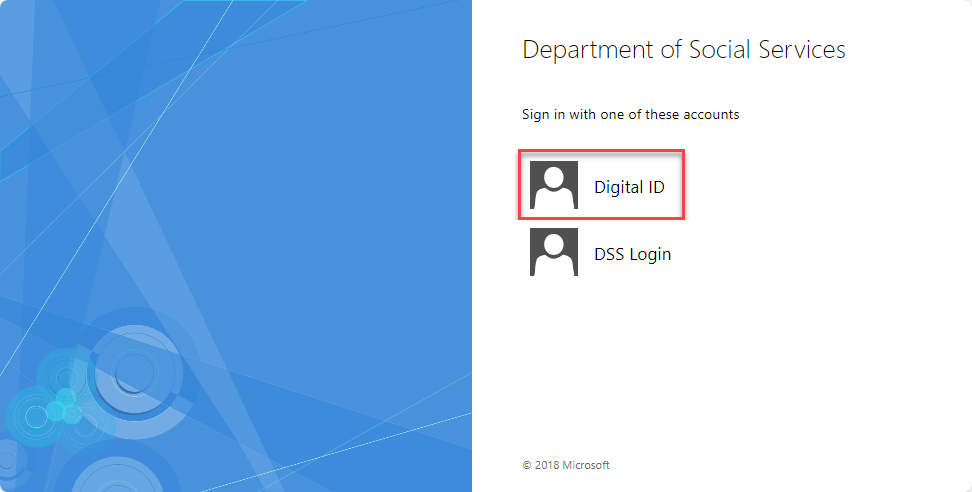 Department of Social Services
Sign in with one of these accounts
Digital ID
DSS Login
© 2018 Microsoft